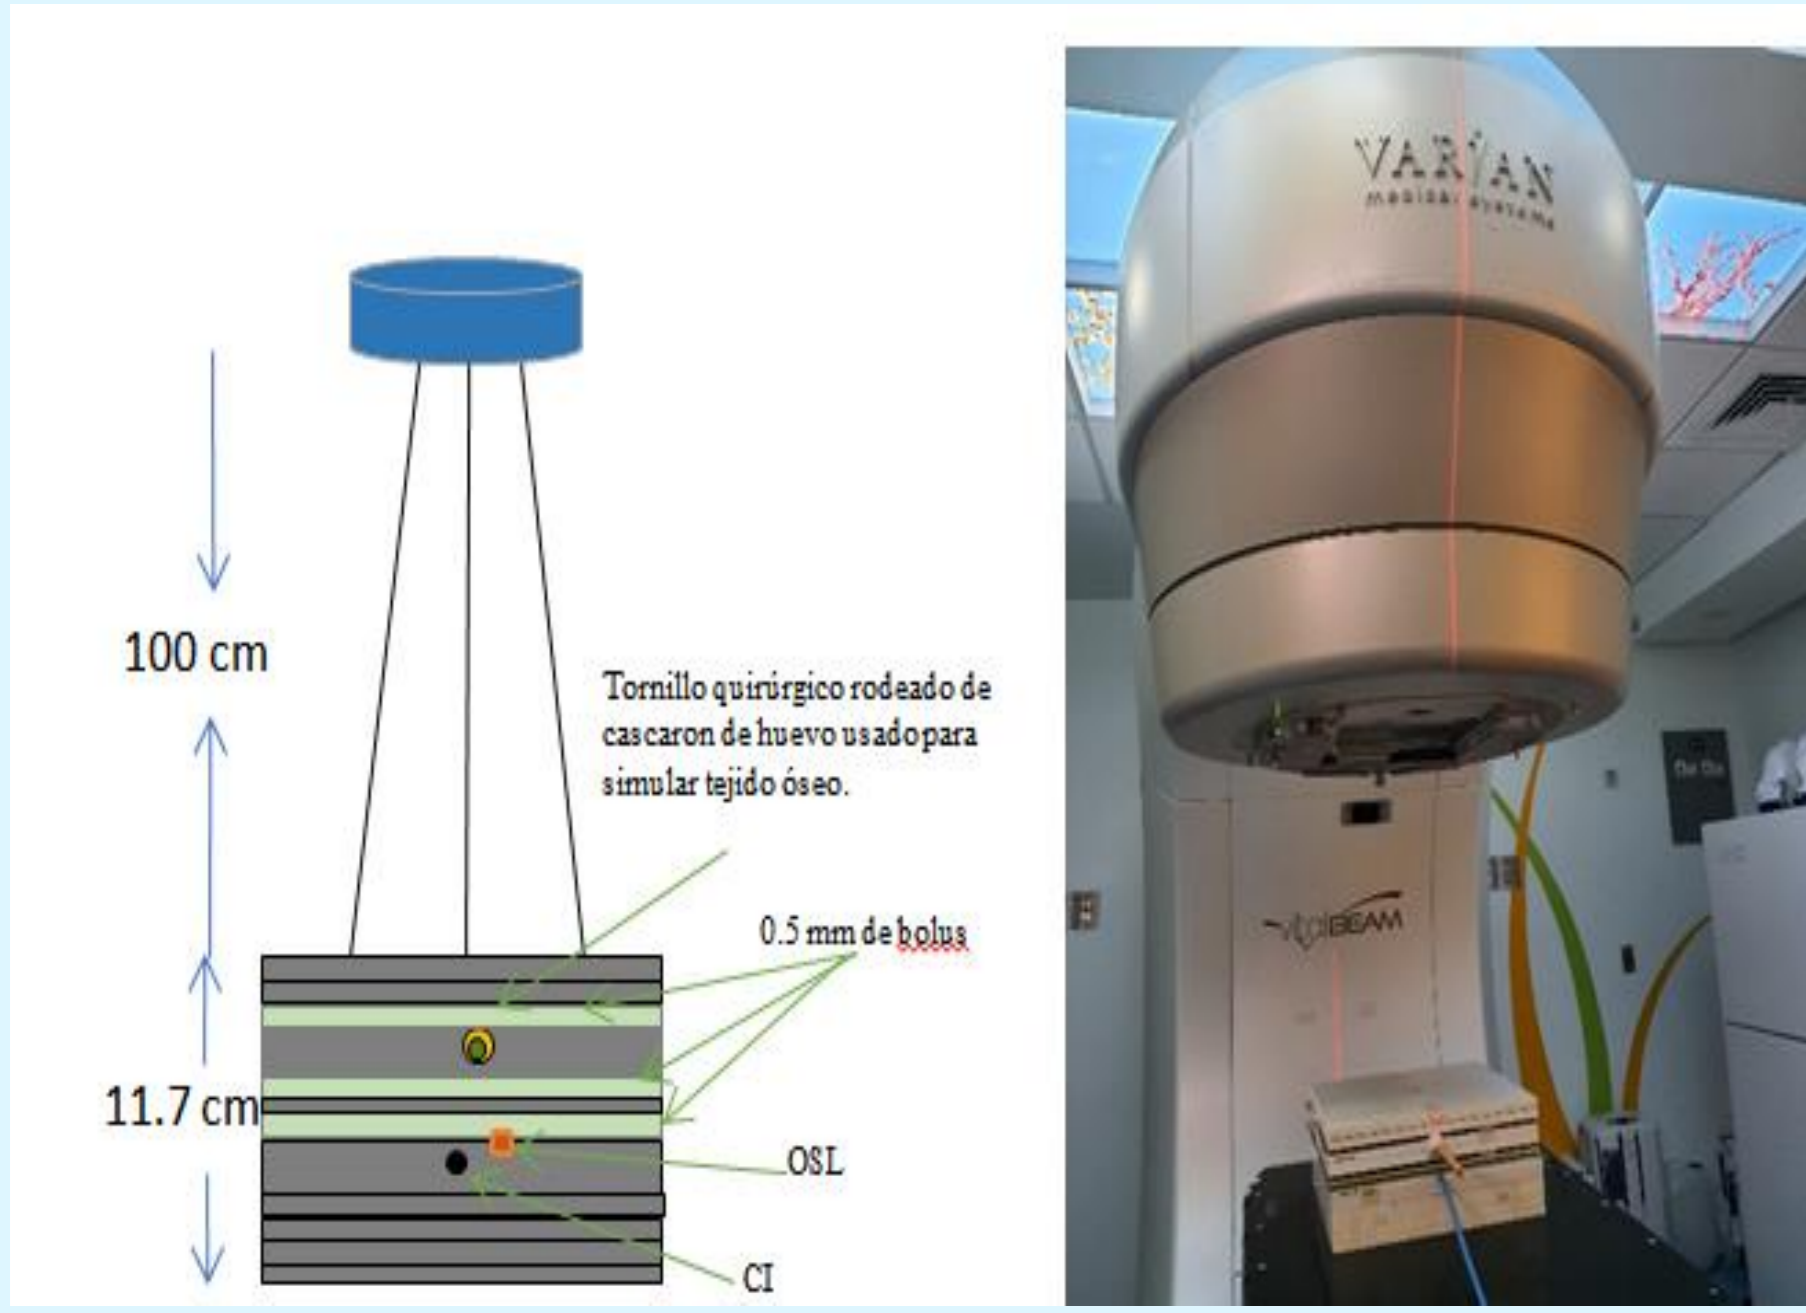 VARIAN
medical systems
100 cm
Tornillo quirúrgico rodeado de
cascaron de huevo usado para
simular tejido óseo.
0.5 mm de bolus
11.7 cm
OSL
CI
vitalBEAM